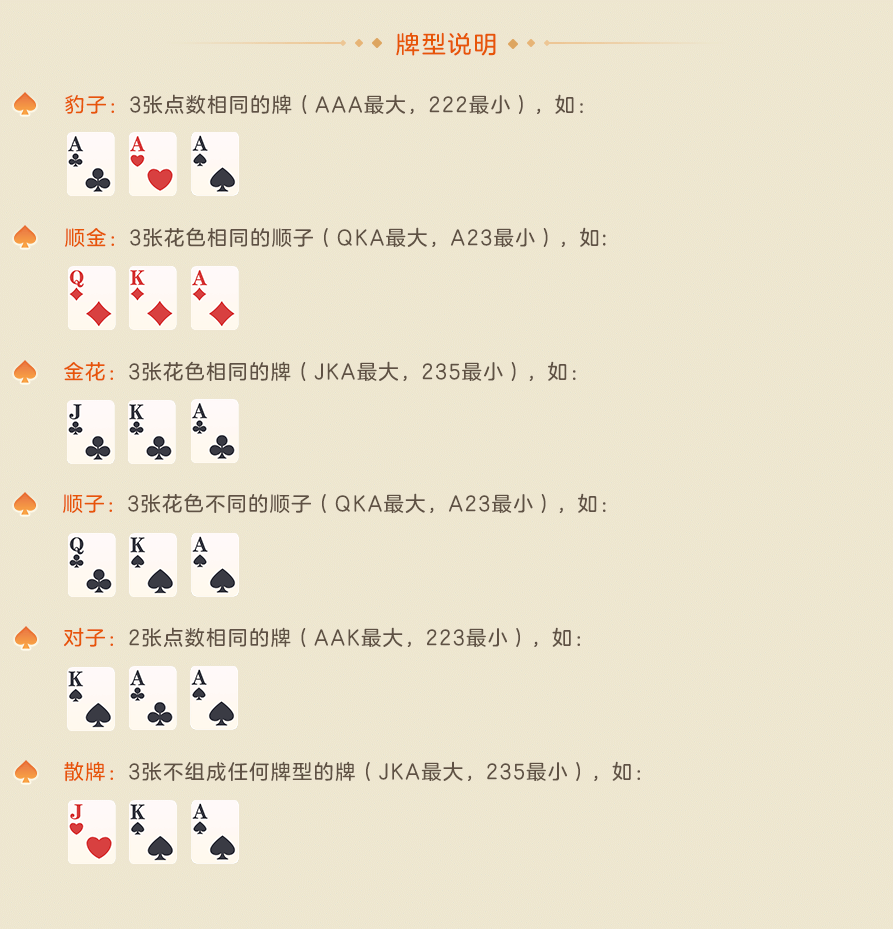 牌型说明
豹子：3张点数相同的牌（AAA最大，222最小），如：
A A A
顺金：3张花色相同的顺子（QKA最大，A23最小），如:
Q K A
金花：3张花色相同的牌（JKA最大，235最小），如：
J K A
顺子：3张花色不同的顺子（QKA最大，A23最小），如：
Q K A
对子：2张点数相同的牌（AAK最大，223最小），如：
K A A
散牌：3张不组成任何牌型的牌（JKA最大，235最小），如：
J K A